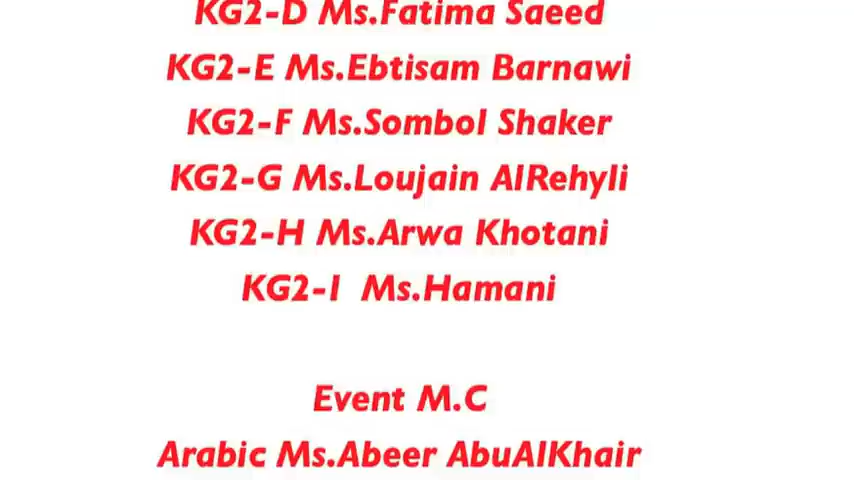 KG2-D Ms.Fatima Saeed
KG2-E Ms.Ebtisam Barnawi
KG2-F Ms.Sombol Shaker
KG2-G Ms.Loujain AlRehyli
KG2-H Ms.Arwa Khotani
KG2-I  Ms.Hamani
Event M.C
Arabic Ms.Abeer AbuAlKhair